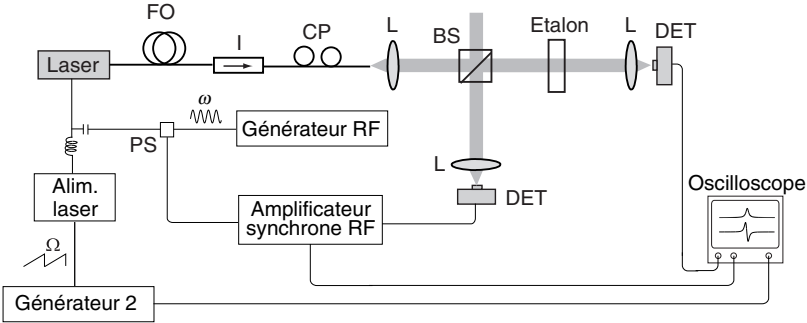 FO
I
CP
L
BS
Etalon
L
DET
Laser
ω
Générateur RF
PS
L
DET
Alim.
laser
Amplificateur
synchrone RF
Oscilloscope
Ω
Générateur 2